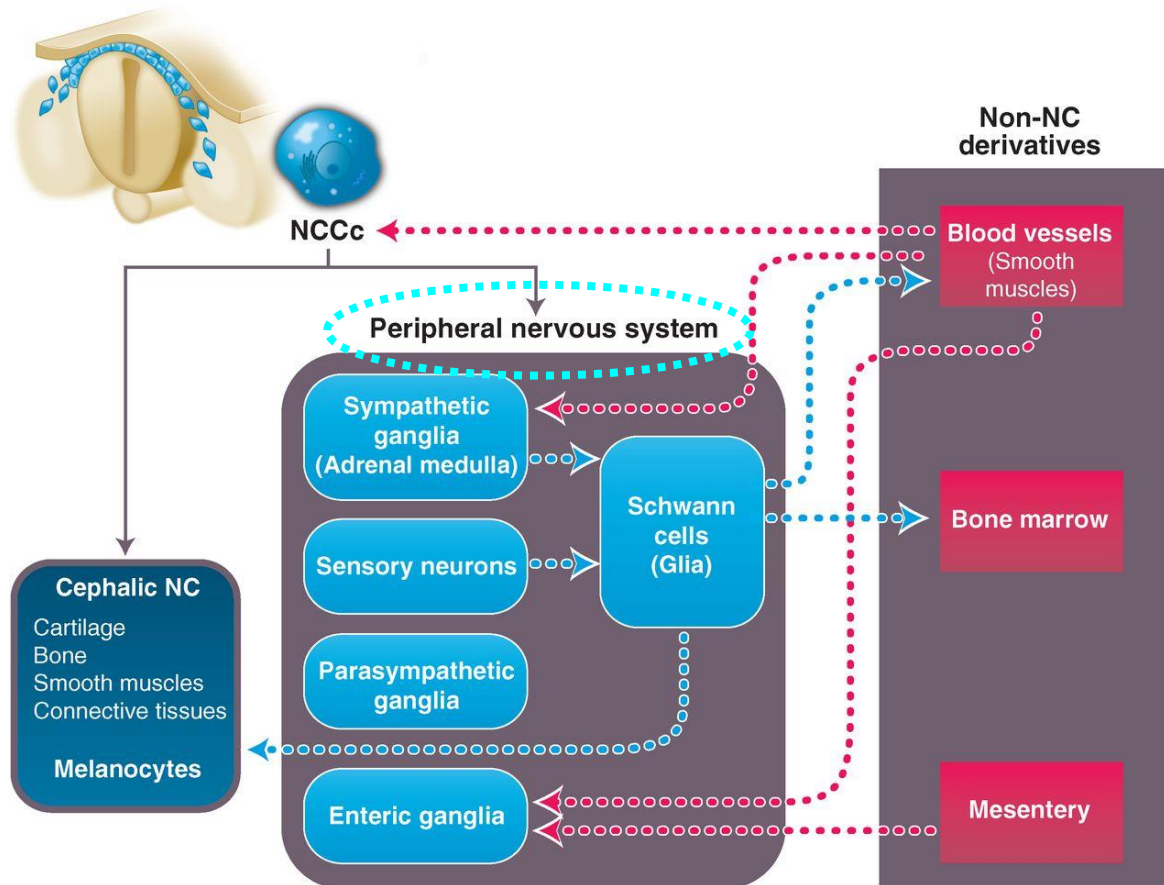 Non-NC
derivatives
NCCc
Blood vessels
(Smooth
muscles)
Peripheral nervous system
Sympathetic
ganglia
(Adrenal medulla)
Schwann
cells
(Glia)
Bone marrow
Sensory neurons
Cephalic NC
Cartilage
Bone
Smooth muscles
Connective tissues
Melanocytes
Parasympathetic
ganglia
Enteric ganglia
Mesentery